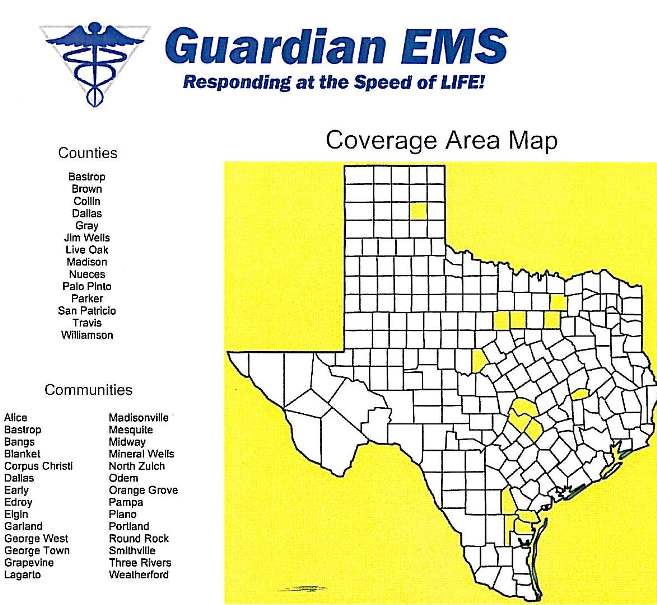 Guardian EMS
Responding at the Speed of LIFE!
Coverage Area Map
Counties
Bastrop
Brown
Collin
Dallas
Gray
Jim Wells
Live Oak
Madison
Nueces
Palo Pinto
Parker
San Patricio
Travis
Williamson
Communities
Alice
Bastrop
Bangs
Blanket
Corpus Christi
Dallas
Early
Edroy
Elgin
Garland
George West
George Town
Grapevine
Lagarto
Madisonville
Mesquite
Midway
Mineral Wells
North Zulch
Odem
Orange Grove
Pampa
Plano
Portland
Round Rock
Smithville
Three Rivers
Weatherford